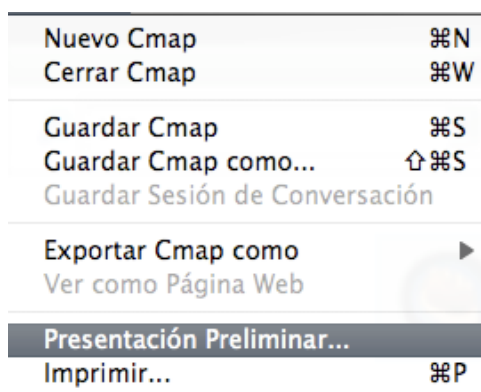 Nuevo Cmap ⌘N
Cerrar Cmap ⌘W
Guardar Cmap ⌘S
Guardar Cmap como... ⇧⌘S
Guardar Sesión de Conversación
Exportar Cmap como ▶
Ver como Página Web
Presentación Preliminar...
Imprimir... ⌘P